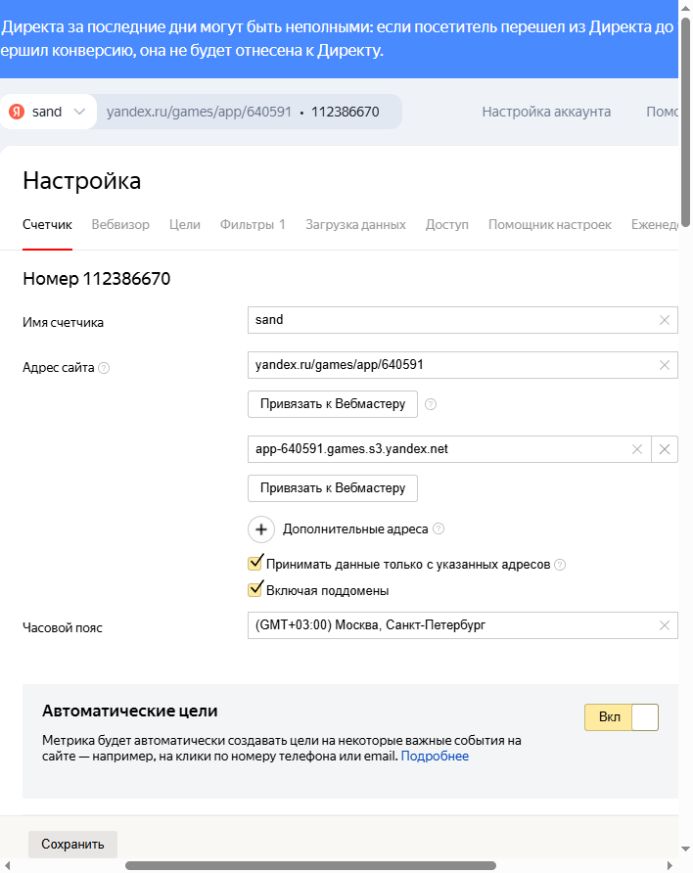 Директа за последние дни могут быть неполными: если посетитель перешел из Директа до
ершил конверсию, она не будет отнесена к Директу.
Я sand yandex.ru/games/app/640591 • 112386670 Настройка аккаунта Помо
Настройка
Счетчик Вебвизор Цели Фильтры 1 Загрузка данных Доступ Помощник настроек Еженед
Номер 112386670
Имя счетчика sand
Адрес сайта yandex.ru/games/app/640591
Привязать к Вебмастеру
app-640591.games.s3.yandex.net
Привязать к Вебмастеру
Дополнительные адреса
Принимать данные только с указанных адресов
Включая поддомены
Часовой пояс (GMT+03:00) Москва, Санкт-Петербург
Автоматические цели Вкл
Метрика будет автоматически создавать цели на некоторые важные события на
сайте — например, на клики по номеру телефона или email. Подробнее
Сохранить